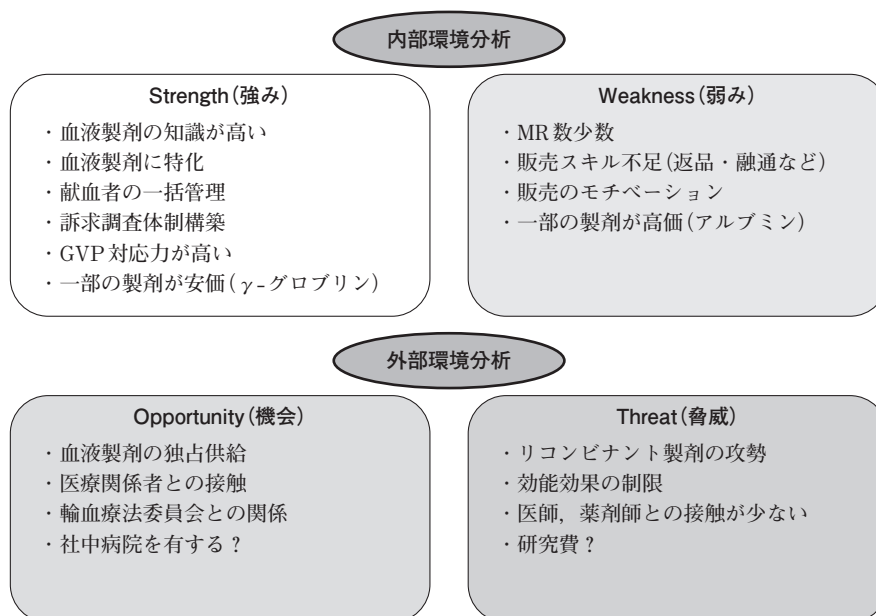 内部環境分析
Strength(強み)
・血液製剤の知識が高い
・血液製剤に特化
・献血者の一括管理
・訴求調査体制構築
・GVP対応力が高い
・一部の製剤が安価(γ-グロブリン)
Weakness(弱み)
・MR数少数
・販売スキル不足(返品・融通など)
・販売のモチベーション
・一部の製剤が高価(アルブミン)
外部環境分析
Opportunity(機会)
・血液製剤の独占供給
・医療関係者との接触
・輸血療法委員会との関係
・社中病院を有する?
Threat(脅威)
・リコンビナント製剤の攻勢
・効能効果の制限
・医師,薬剤師との接触が少ない
・研究費?